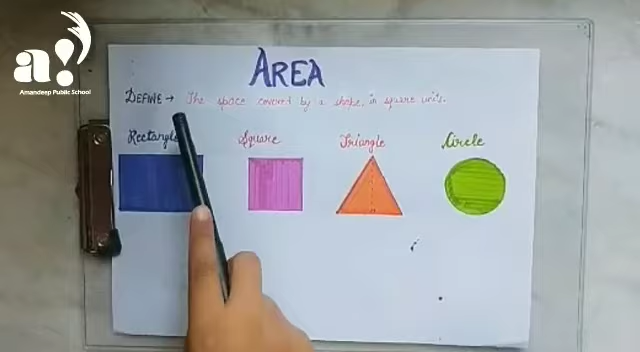 a!
Amandeep Public School
AREA
DEFINE → The space covered by a shape, in square units.
Rectangle Square Triangle Circle